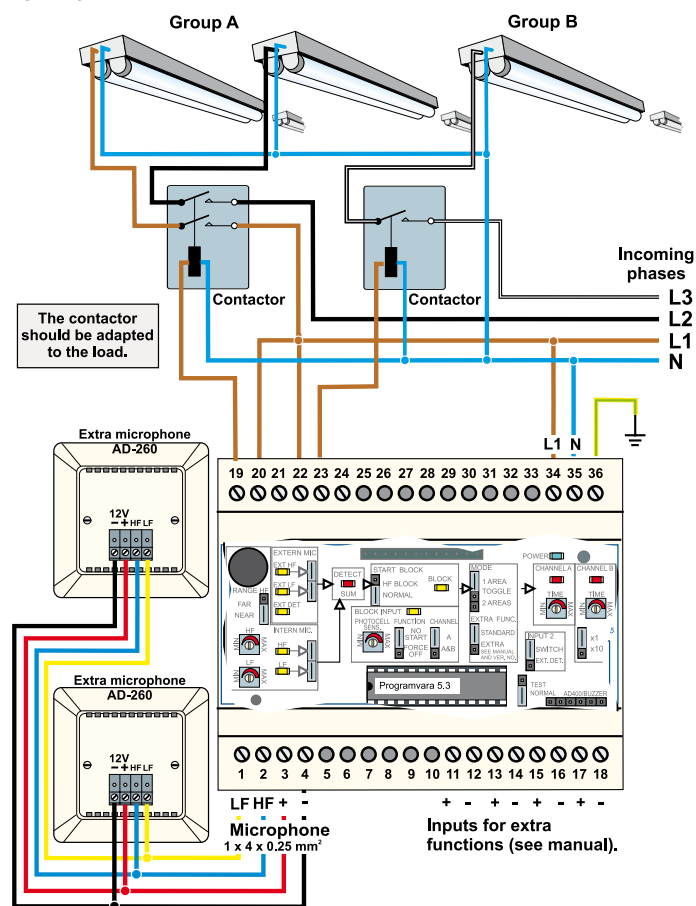 Group A
Group B
Incoming
phases
Contactor
Contactor
L3
L2
L1
N
The contactor
should be adapted
to the load.
L1 N
Extra microphone
AD-260
12V
- + HF LF
19 20 21 22 23 24 25 26 27 28 29 30 31 32 33 34 35 36
EXTERN MIC
EXT HF
EXT LF
EXT DET
RANGE HF
FAR
NEAR
INTERN MIC.
HF
MIN
MAX
LF
MIN
MAX
HF
LF
DETECT
SUM
START BLOCK
HF BLOCK
NORMAL
BLOCK
BLOCK INPUT
PHOTOCELL
SENS.
MIN
MAX
FUNCTION
NO
START
FORCE
OFF
CHANNEL
A
A&B
MODE
1 AREA
TOGGLE
2 AREAS
EXTRA FUNC.
STANDARD
EXTRA
SEE MANUAL
AND VER. NO.
POWER
CHANNEL A
TIME
MIN
MAX
CHANNEL B
TIME
MIN
MAX
INPUT 2
SWITCH
EXT. DET.
x1
x10
5
TEST
NORMAL
AD400/BUZZER
Programvara 5.3
Extra microphone
AD-260
12V
- + HF LF
1 2 3 4 5 6 7 8 9 10 11 12 13 14 15 16 17 18
LF HF + -
+ - + - + - + -
Microphone
1 x 4 x 0.25 mm²
Inputs for extra
functions (see manual).